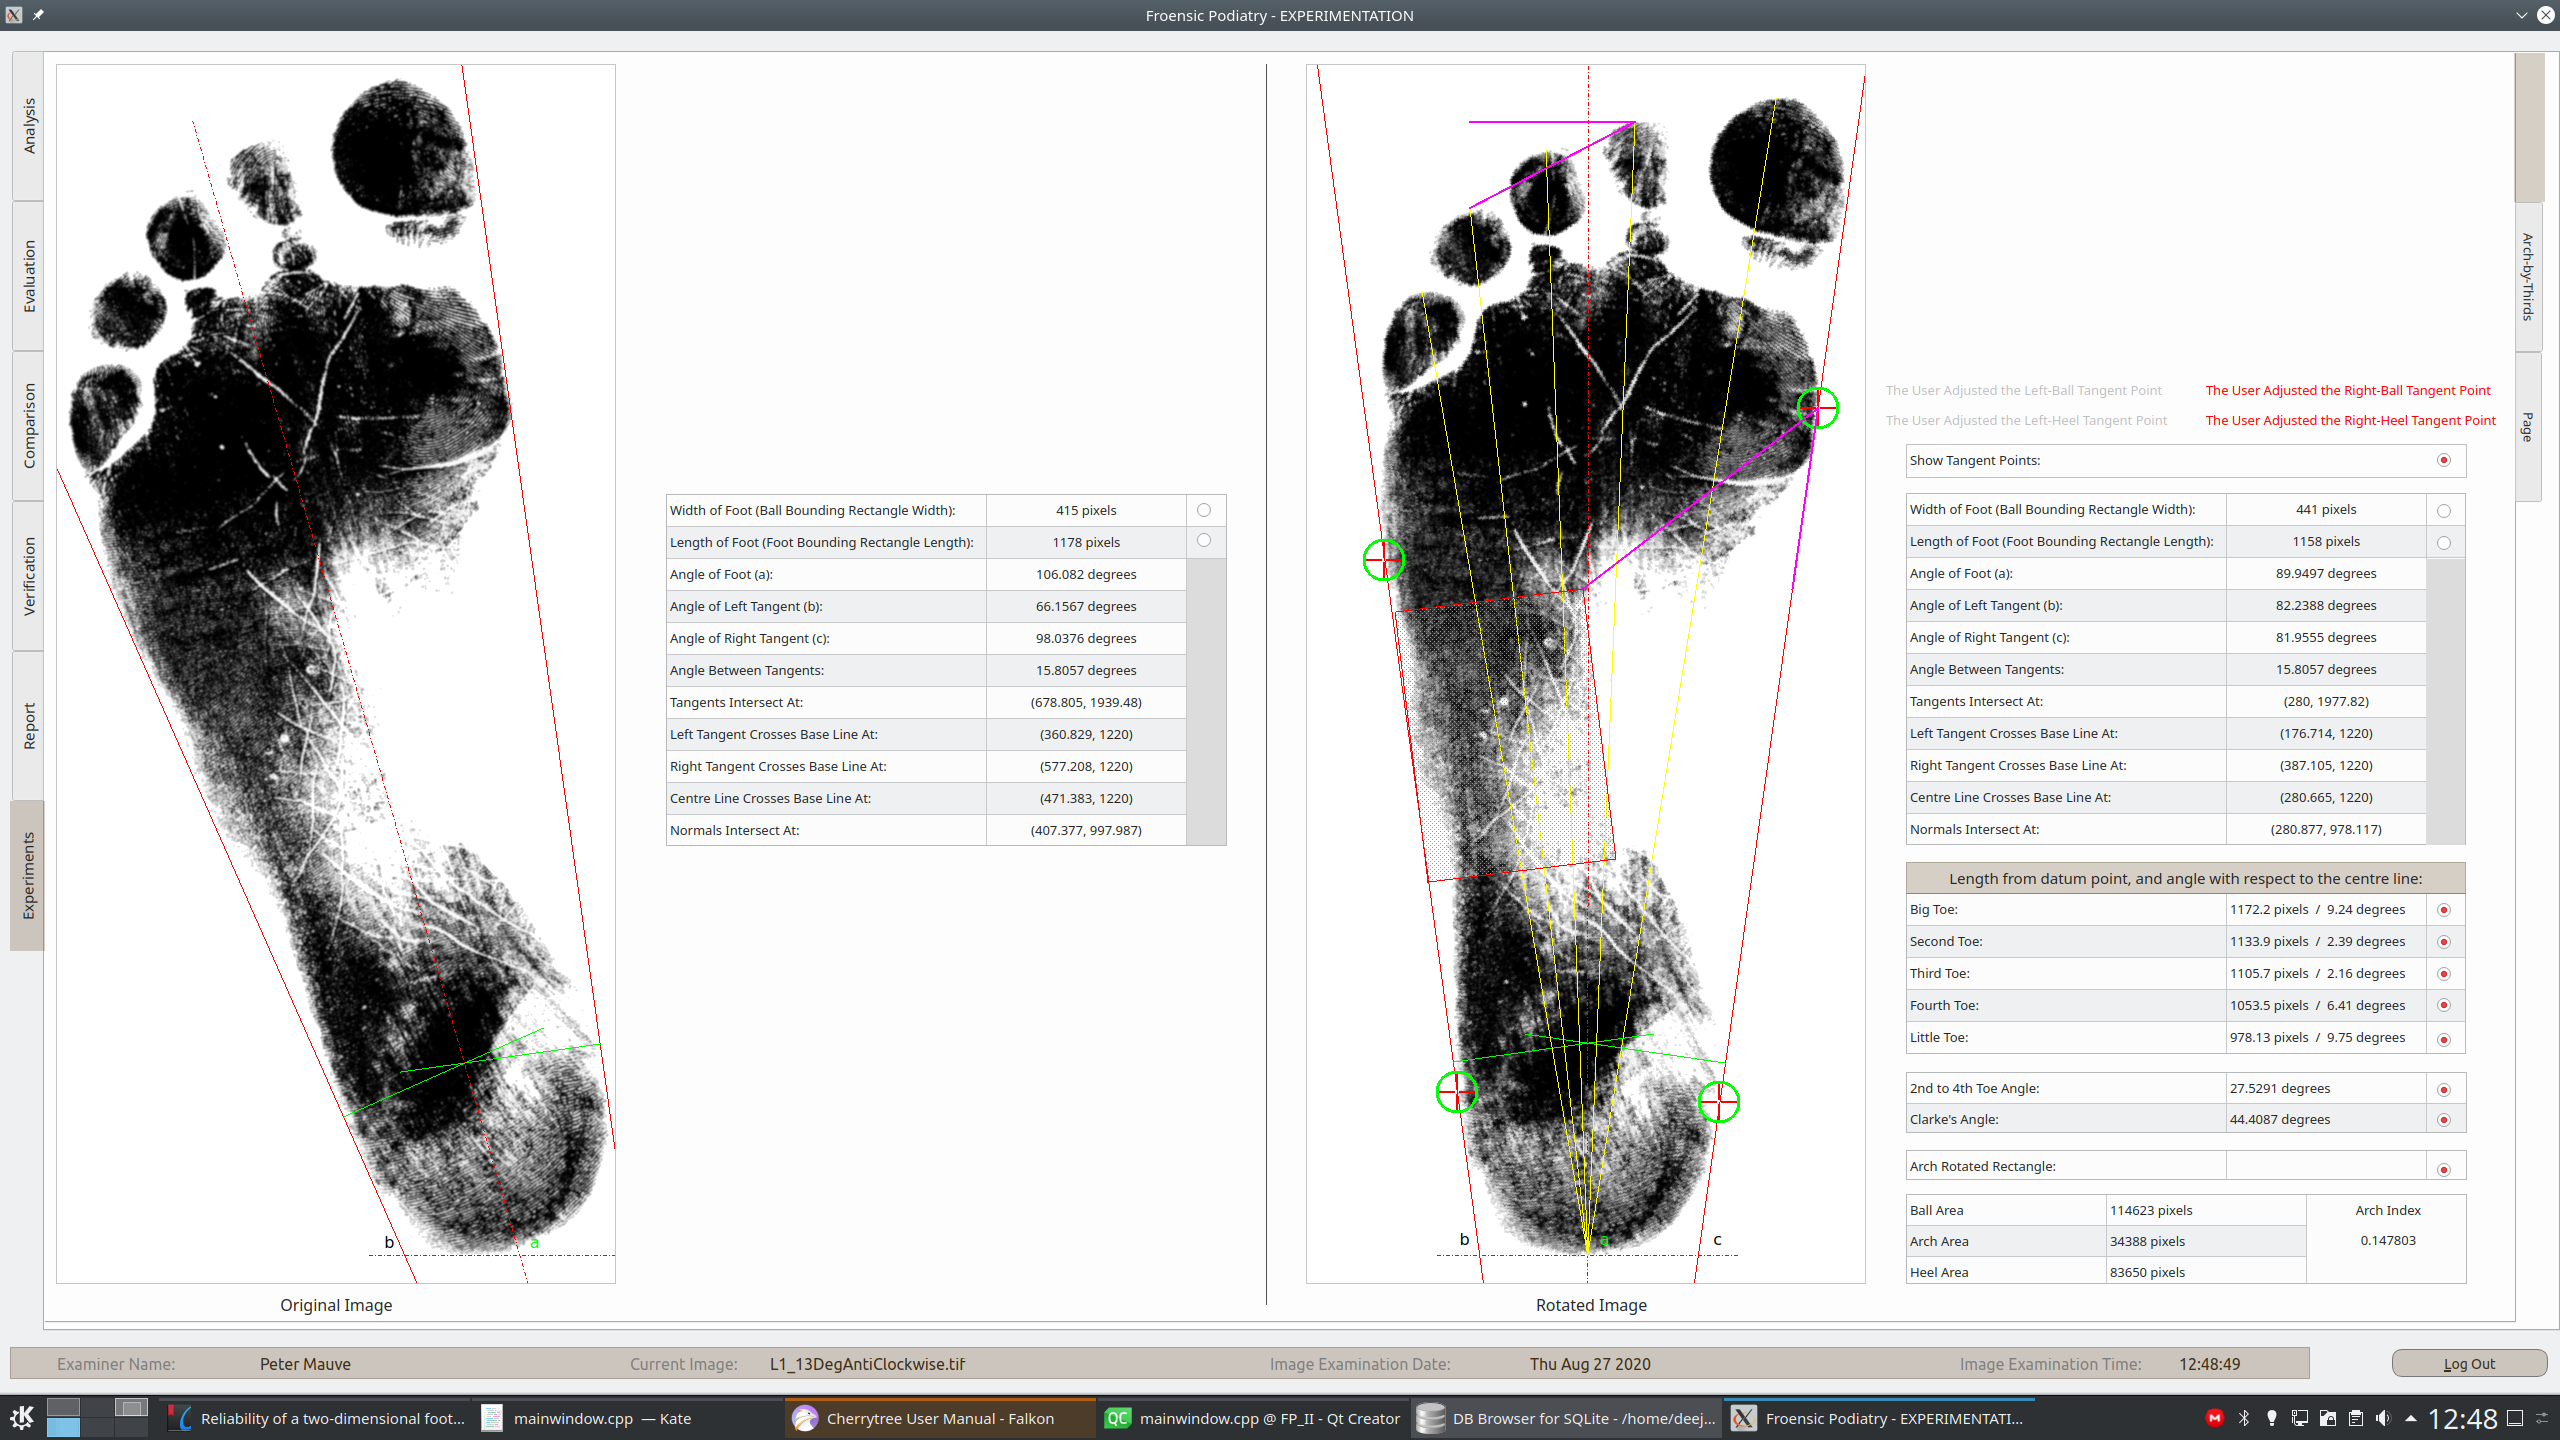 Froensic Podiatry - EXPERIMENTATION
Analysis
Evaluation
Comparison
Verification
Report
Experiments
b
a
Original Image
Width of Foot (Ball Bounding Rectangle Width): 415 pixels
Length of Foot (Foot Bounding Rectangle Length): 1178 pixels
Angle of Foot (a): 106.082 degrees
Angle of Left Tangent (b): 66.1567 degrees
Angle of Right Tangent (c): 98.0376 degrees
Angle Between Tangents: 15.8057 degrees
Tangents Intersect At: (678.805, 1939.48)
Left Tangent Crosses Base Line At: (360.829, 1220)
Right Tangent Crosses Base Line At: (577.208, 1220)
Centre Line Crosses Base Line At: (471.383, 1220)
Normals Intersect At: (407.377, 997.987)
b
a
c
Rotated Image
The User Adjusted the Left-Ball Tangent Point The User Adjusted the Right-Ball Tangent Point
The User Adjusted the Left-Heel Tangent Point The User Adjusted the Right-Heel Tangent Point
Show Tangent Points:
Width of Foot (Ball Bounding Rectangle Width): 441 pixels
Length of Foot (Foot Bounding Rectangle Length): 1158 pixels
Angle of Foot (a): 89.9497 degrees
Angle of Left Tangent (b): 82.2388 degrees
Angle of Right Tangent (c): 81.9555 degrees
Angle Between Tangents: 15.8057 degrees
Tangents Intersect At: (280, 1977.82)
Left Tangent Crosses Base Line At: (176.714, 1220)
Right Tangent Crosses Base Line At: (387.105, 1220)
Centre Line Crosses Base Line At: (280.665, 1220)
Normals Intersect At: (280.877, 978.117)
Length from datum point, and angle with respect to the centre line:
Big Toe: 1172.2 pixels / 9.24 degrees
Second Toe: 1133.9 pixels / 2.39 degrees
Third Toe: 1105.7 pixels / 2.16 degrees
Fourth Toe: 1053.5 pixels / 6.41 degrees
Little Toe: 978.13 pixels / 9.75 degrees
2nd to 4th Toe Angle: 27.5291 degrees
Clarke's Angle: 44.4087 degrees
Arch Rotated Rectangle:
Ball Area 114623 pixels Arch Index
Arch Area 34388 pixels 0.147803
Heel Area 83650 pixels
Arch-by-Thirds
Page
Examiner Name: Peter Mauve Current Image: L1_13DegAntiClockwise.tif Image Examination Date: Thu Aug 27 2020 Image Examination Time: 12:48:49 Log Out
Reliability of a two-dimensional foot... mainwindow.cpp — Kate Cherrytree User Manual - Falkon QC mainwindow.cpp @ FP_II - Qt Creator DB Browser for SQLite - /home/deej... Froensic Podiatry - EXPERIMENTATI... 12:48